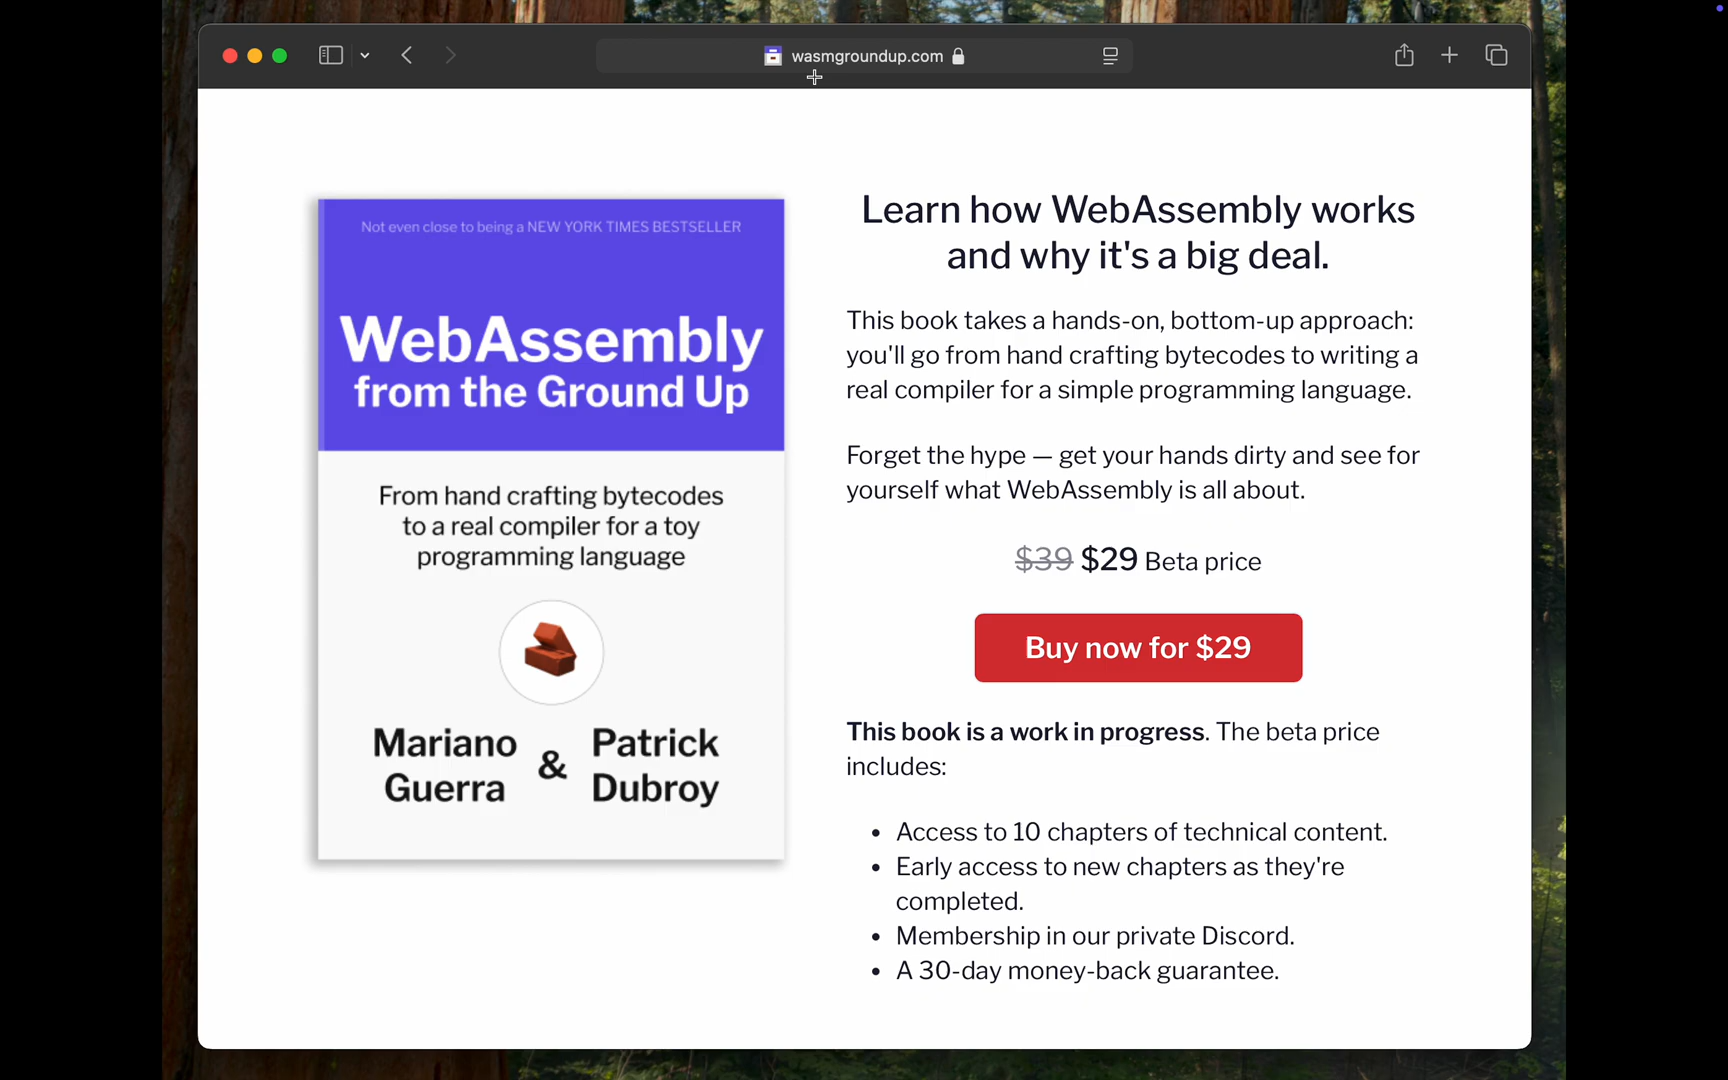 wasmgroundup.com
Not even close to being a NEW YORK TIMES BESTSELLER
WebAssembly
from the Ground Up
From hand crafting bytecodes
to a real compiler for a toy
programming language
Mariano
Guerra
&
Patrick
Dubroy
Learn how WebAssembly works
and why it's a big deal.
This book takes a hands-on, bottom-up approach:
you'll go from hand crafting bytecodes to writing a
real compiler for a simple programming language.
Forget the hype — get your hands dirty and see for
yourself what WebAssembly is all about.
$39 $29 Beta price
Buy now for $29
This book is a work in progress. The beta price
includes:
• Access to 10 chapters of technical content.
• Early access to new chapters as they're
completed.
• Membership in our private Discord.
• A 30-day money-back guarantee.